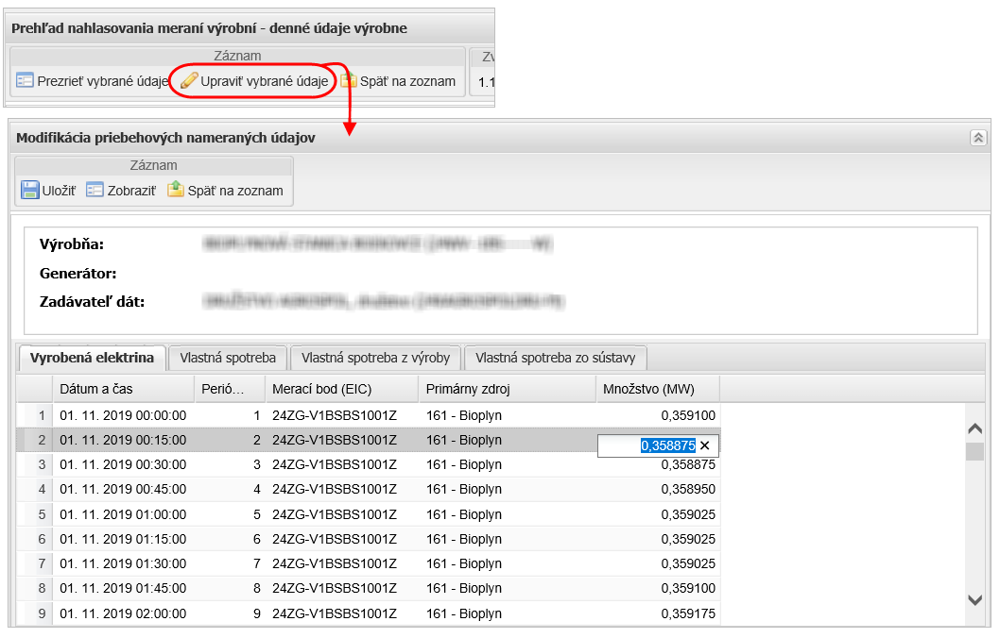 Prehľad nahlasovania meraní výrobní - denné údaje výrobne
Záznam
Prezrieť vybrané údaje Upraviť vybrané údaje Späť na zoznam 1.1
Modifikácia priebehových nameraných údajov
Záznam
Uložiť Zobraziť Späť na zoznam
Výrobňa:
Generátor:
Zadávateľ dát:
Vyrobená elektrina Vlastná spotreba Vlastná spotreba z výroby Vlastná spotreba zo sústavy
Dátum a čas Perió... Merací bod (EIC) Primárny zdroj Množstvo (MW)
1 01. 11. 2019 00:00:00 1 24ZG-V1BSBS1001Z 161 - Bioplyn 0,359100
2 01. 11. 2019 00:15:00 2 24ZG-V1BSBS1001Z 161 - Bioplyn 0,358875
3 01. 11. 2019 00:30:00 3 24ZG-V1BSBS1001Z 161 - Bioplyn 0,358875
4 01. 11. 2019 00:45:00 4 24ZG-V1BSBS1001Z 161 - Bioplyn 0,358950
5 01. 11. 2019 01:00:00 5 24ZG-V1BSBS1001Z 161 - Bioplyn 0,359025
6 01. 11. 2019 01:15:00 6 24ZG-V1BSBS1001Z 161 - Bioplyn 0,359025
7 01. 11. 2019 01:30:00 7 24ZG-V1BSBS1001Z 161 - Bioplyn 0,359025
8 01. 11. 2019 01:45:00 8 24ZG-V1BSBS1001Z 161 - Bioplyn 0,359100
9 01. 11. 2019 02:00:00 9 24ZG-V1BSBS1001Z 161 - Bioplyn 0,359175